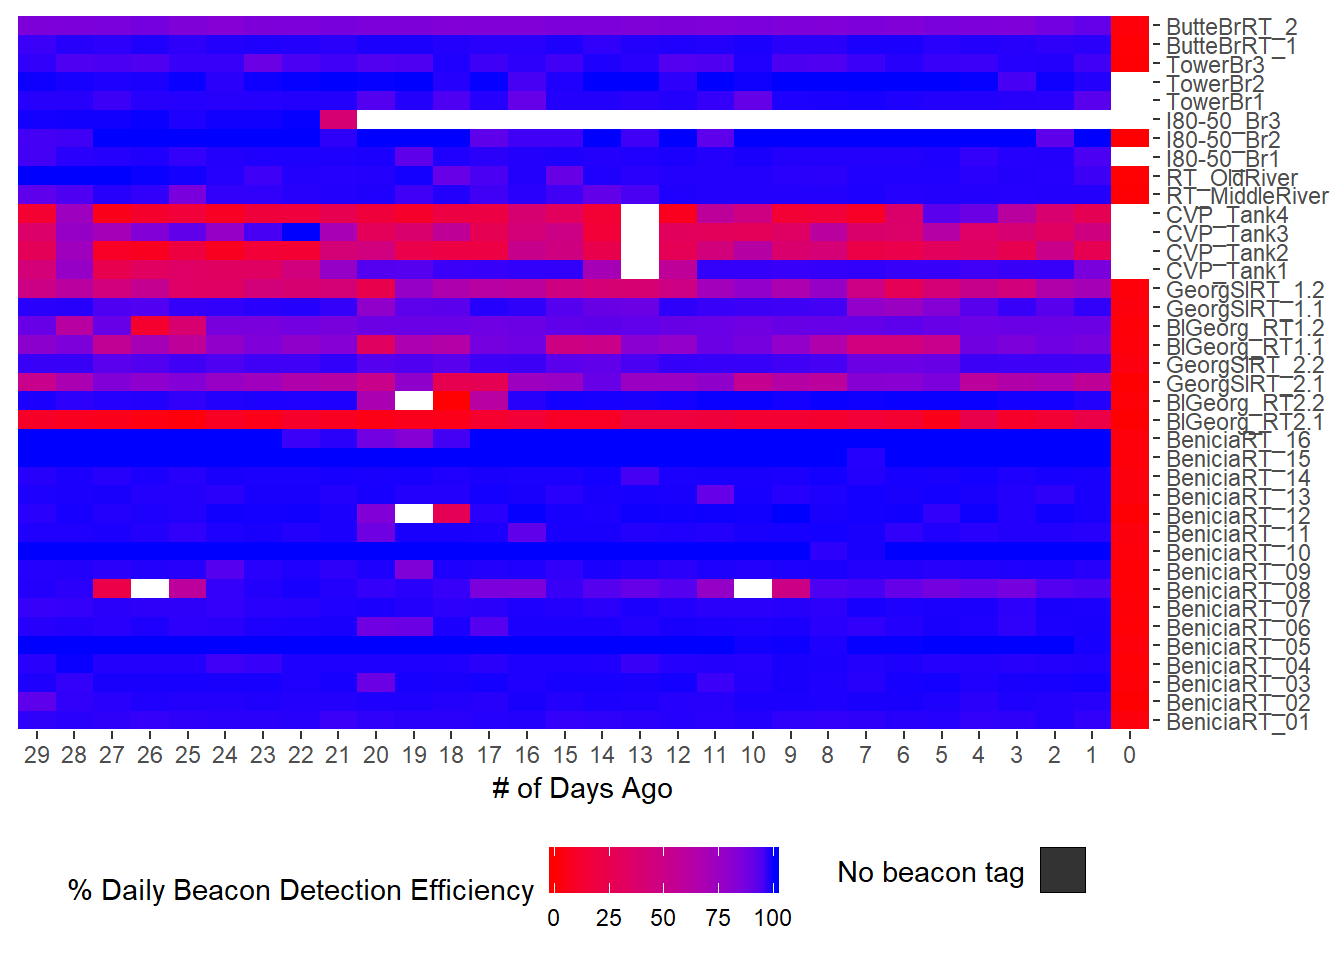 ButteBrRT_2
ButteBrRT_1
TowerBr3
TowerBr2
TowerBr1
I80-50_Br3
I80-50_Br2
I80-50_Br1
RT_OldRiver
RT_MiddleRiver
CVP_Tank4
CVP_Tank3
CVP_Tank2
CVP_Tank1
GeorgSlRT_1.2
GeorgSlRT_1.1
BlGeorg_RT1.2
BlGeorg_RT1.1
GeorgSlRT_2.2
GeorgSlRT_2.1
BlGeorg_RT2.2
BlGeorg_RT2.1
BeniciaRT_16
BeniciaRT_15
BeniciaRT_14
BeniciaRT_13
BeniciaRT_12
BeniciaRT_11
BeniciaRT_10
BeniciaRT_09
BeniciaRT_08
BeniciaRT_07
BeniciaRT_06
BeniciaRT_05
BeniciaRT_04
BeniciaRT_03
BeniciaRT_02
BeniciaRT_01
29 28 27 26 25 24 23 22 21 20 19 18 17 16 15 14 13 12 11 10 9 8 7 6 5 4 3 2 1 0
# of Days Ago
% Daily Beacon Detection Efficiency
0 25 50 75 100
No beacon tag